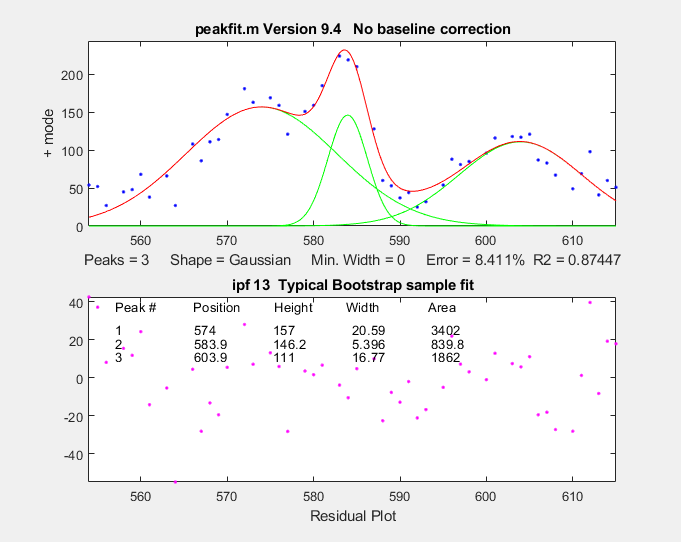 peakfit.m Version 9.4   No baseline correction
200
150
100
50
0
+ mode
560 570 580 590 600 610
Peaks = 3     Shape = Gaussian     Min. Width = 0     Error = 8.411%  R2 = 0.87447
ipf 13  Typical Bootstrap sample fit
40
20
0
-20
-40
Peak # Position Height Width Area
1 574 157 20.59 3402
2 583.9 146.2 5.396 839.8
3 603.9 111 16.77 1862
560 570 580 590 600 610
Residual Plot